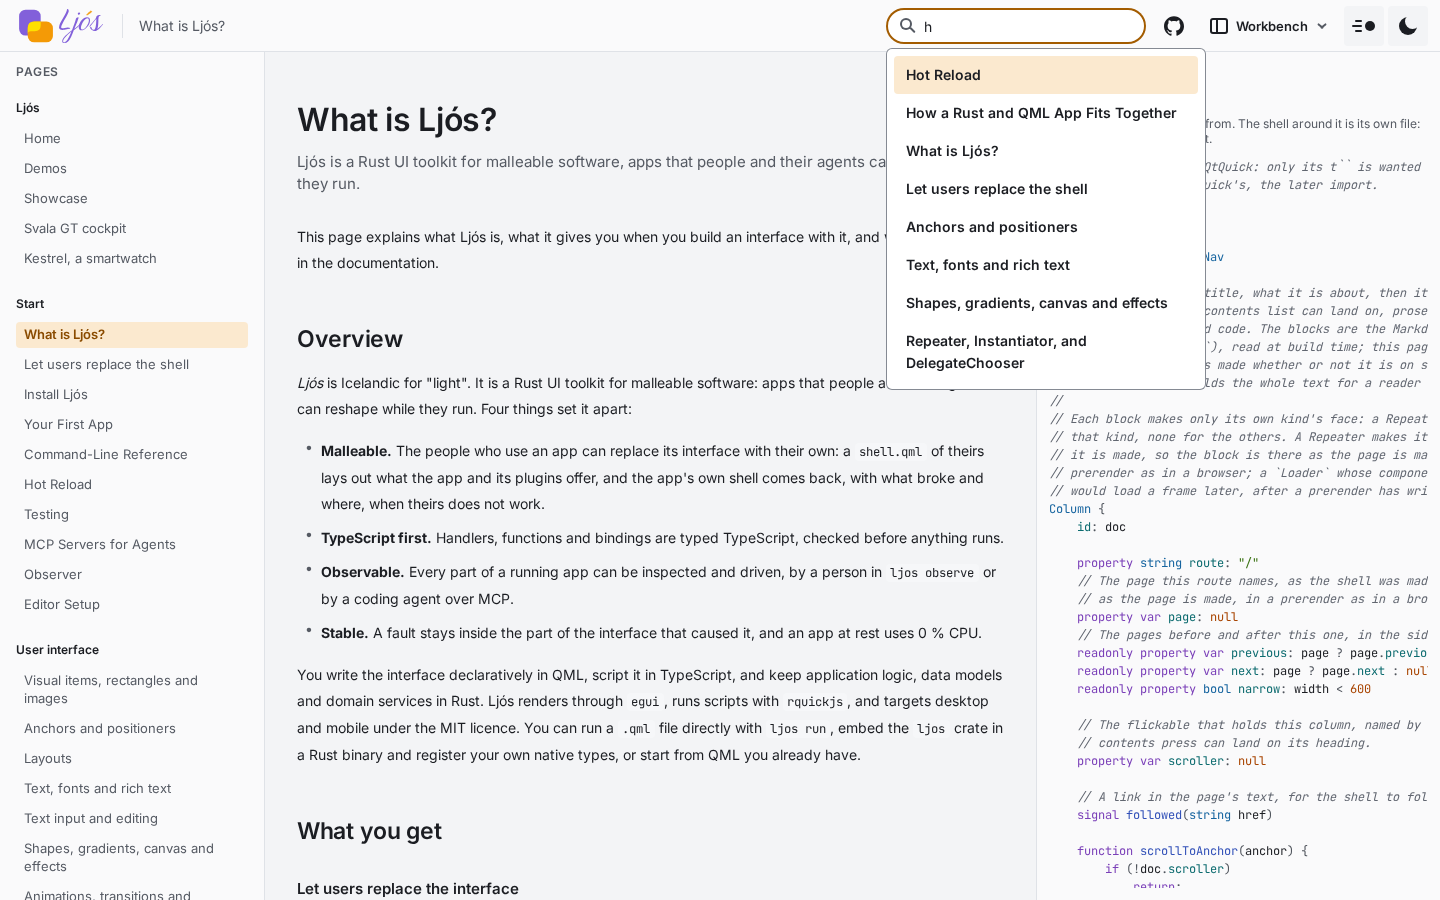 Ljós
What is Ljós?
h
Workbench
PAGES
Ljós
Home
Demos
Showcase
Svala GT cockpit
Kestrel, a smartwatch
Start
What is Ljós?
Let users replace the shell
Install Ljós
Your First App
Command-Line Reference
Hot Reload
Testing
MCP Servers for Agents
Observer
Editor Setup
User interface
Visual items, rectangles and
images
Anchors and positioners
Layouts
Text, fonts and rich text
Text input and editing
Shapes, gradients, canvas and
effects
Animations, transitions and
What is Ljós?
Ljós is a Rust UI toolkit for malleable software, apps that people and their agents ca
they run.
This page explains what Ljós is, what it gives you when you build an interface with it, and
in the documentation.
Overview
Ljós is Icelandic for "light". It is a Rust UI toolkit for malleable software: apps that people a
can reshape while they run. Four things set it apart:
• Malleable. The people who use an app can replace its interface with their own: a shell.qml of theirs
lays out what the app and its plugins offer, and the app's own shell comes back, with what broke and
where, when theirs does not work.
• TypeScript first. Handlers, functions and bindings are typed TypeScript, checked before anything runs.
• Observable. Every part of a running app can be inspected and driven, by a person in ljos observe or
by a coding agent over MCP.
• Stable. A fault stays inside the part of the interface that caused it, and an app at rest uses 0 % CPU.
You write the interface declaratively in QML, script it in TypeScript, and keep application logic, data models
and domain services in Rust. Ljós renders through egui, runs scripts with rquickjs, and targets desktop
and mobile under the MIT licence. You can run a .qml file directly with ljos run, embed the ljos crate in
a Rust binary and register your own native types, or start from QML you already have.
What you get
Let users replace the interface
Hot Reload
How a Rust and QML App Fits Together
What is Ljós?
Let users replace the shell
Anchors and positioners
Text, fonts and rich text
Shapes, gradients, canvas and effects
Repeater, Instantiator, and
DelegateChooser
from. The shell around it is its own file:
t.
QtQuick: only its t`` is wanted
uick's, the later import.
Nav
title, what it is about, then it
contents list can land on, prose
d code. The blocks are the Markd
`), read at build time; this pag
s made whether or not it is on s
lds the whole text for a reader
//
// Each block makes only its own kind's face: a Repeat
// that kind, none for the others. A Repeater makes it
// it is made, so the block is there as the page is ma
// prerender as in a browser; a `Loader` whose compone
// would load a frame later, after a prerender has wri
Column {
id: doc
property string route: "/"
// The page this route names, as the shell was mad
// as the page is made, in a prerender as in a bro
property var page: null
// The pages before and after this one, in the sid
readonly property var previous: page ? page.previo
readonly property var next: page ? page.next : nul
readonly property bool narrow: width < 600
// The flickable that holds this column, named by
// contents press can land on its heading.
property var scroller: null
// A link in the page's text, for the shell to fol
signal followed(string href)
function scrollToAnchor(anchor) {
if (!doc.scroller)
return;